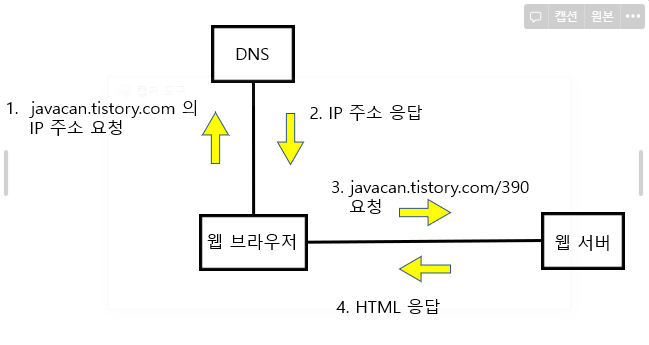 캡션 원본
DNS
1. javacan.tistory.com 의
IP 주소 요청
2. IP 주소 응답
3. javacan.tistory.com/390
요청
웹 브라우저
웹 서버
4. HTML 응답